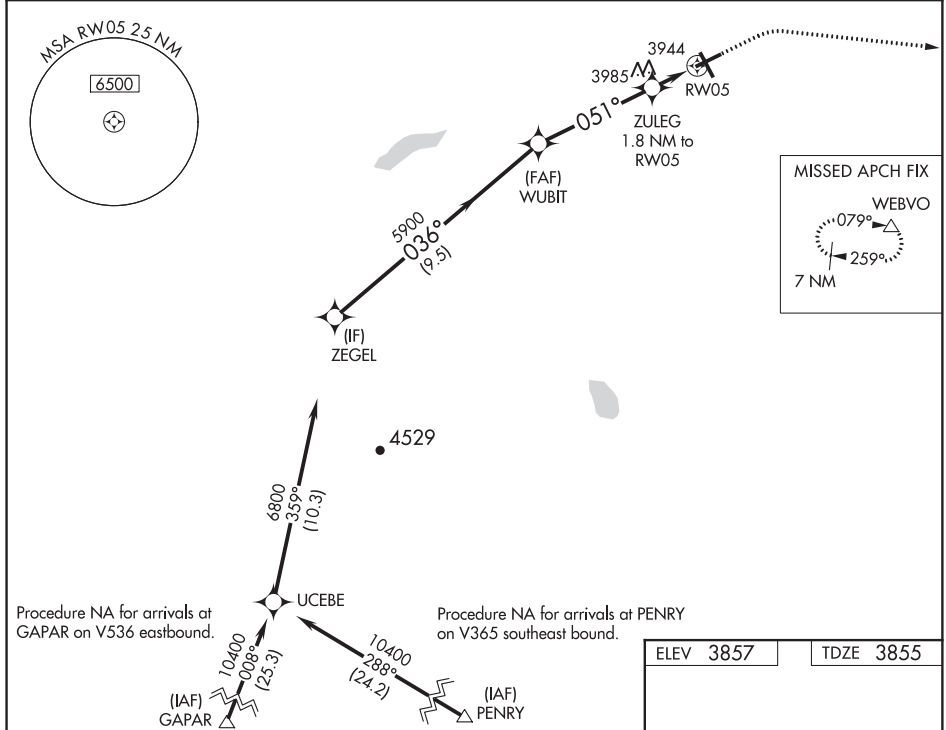 MSA RW05 25 NM
6500
3944
3985
RW05
051°
ZULEG
1.8 NM to
RW05
(FAF)
WUBIT
MISSED APCH FIX
WEBVO
079°
259°
7 NM
5900
036°
(9.5)
(IF)
ZEGEL
4529
6800
359°
(10.3)
UCEBE
Procedure NA for arrivals at
GAPAR on V536 eastbound.
Procedure NA for arrivals at PENRY
on V365 southeast bound.
10400
008°
(25.3)
10400
288°
(24.2)
(IAF)
GAPAR
(IAF)
PENRY
ELEV 3857
TDZE 3855